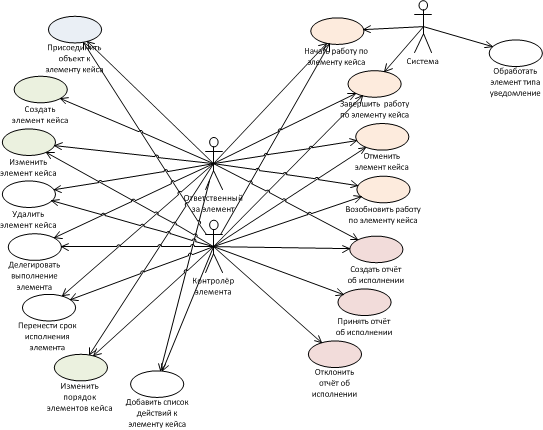 Присоединить
объект к
элементу кейса
Начать работу по
элементу кейса
Система
Обработать
элемент типа
уведомление
Создать
элемент кейса
Завершить работу
по элементу кейса
Изменить
элемент кейса
Отменить
элемент кейса
Ответственный
за элемент
Удалить
элемент кейса
Возобновить работу
по элементу кейса
Делегировать
выполнение
элемента
Контролёр
элемента
Создать отчёт
об исполнении
Перенести срок
исполнения
элемента
Принять отчёт
об исполнении
Изменить
порядок
элементов кейса
Добавить список
действий к
элементу кейса
Отклонить
отчёт об
исполнении